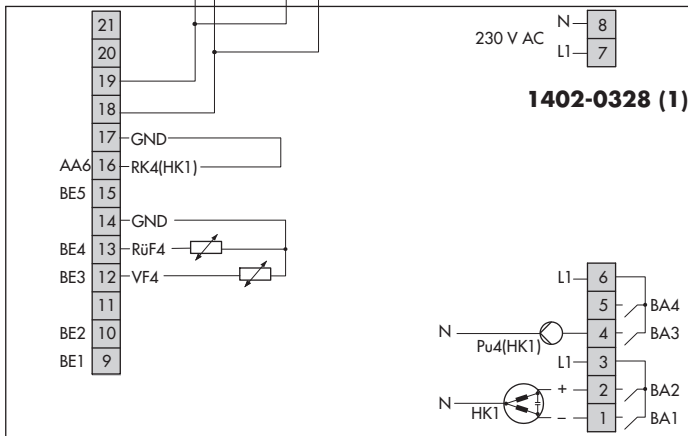 21
20
19
18
17 GND
AA6 16 RK4(HK1)
BE5 15
14 GND
BE4 13 RüF4
BE3 12 VF4
11
BE2 10
BE1 9
N 8
230 V AC
L1 7
1402-0328 (1)
L1 6
5 BA4
N Pu4(HK1) 4 BA3
L1 3
+ 2 BA2
N HK1 – 1 BA1